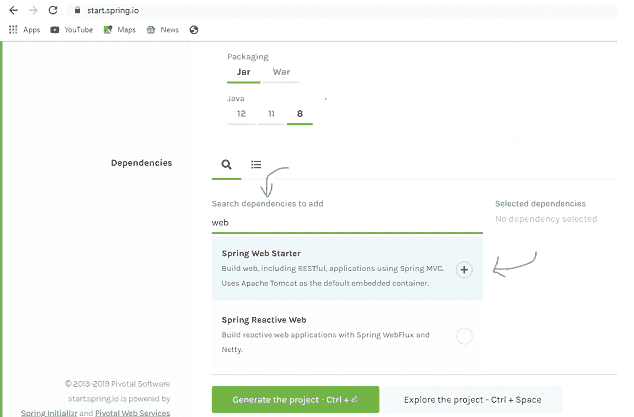 start.spring.io
Apps YouTube Maps News
Packaging
Jar War
Java
12 11 8
Dependencies
Search dependencies to add
web
Selected dependencies
No dependency selected
Spring Web Starter
Build web, including RESTful, applications using Spring MVC.
Uses Apache Tomcat as the default embedded container.
Spring Reactive Web
Build reactive web applications with Spring WebFlux and
Netty.
© 2013-2019 Pivotal Software
start.spring.io is powered by
Spring Initializr and Pivotal Web Services
Generate the project - Ctrl + ⏎
Explore the project - Ctrl + Space